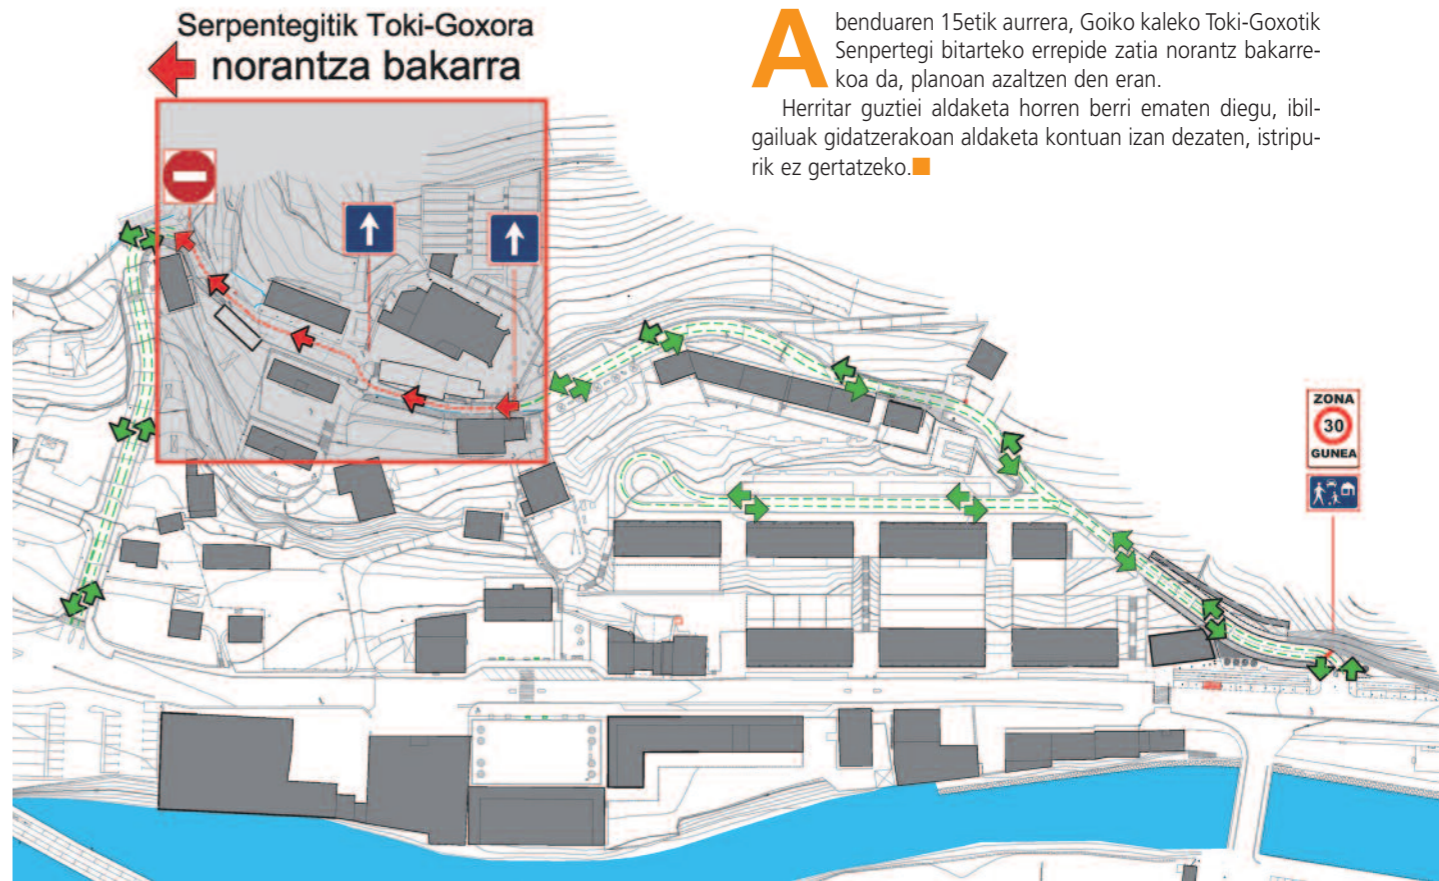 Serpentegitik Toki-Goxora
norantza bakarra
Abenduaren 15etik aurrera, Goiko kaleko Toki-Goxotik
Senpertegi bitarteko errepide zatia norantz bakarre-
koa da, planoan azaltzen den eran.
Herritar guztiei aldaketa horren berri ematen diegu, ibil-
gailuak gidatzerakoan aldaketa kontuan izan dezaten, istripu-
rik ez gertatzeko.
ZONA
30
GUNEA